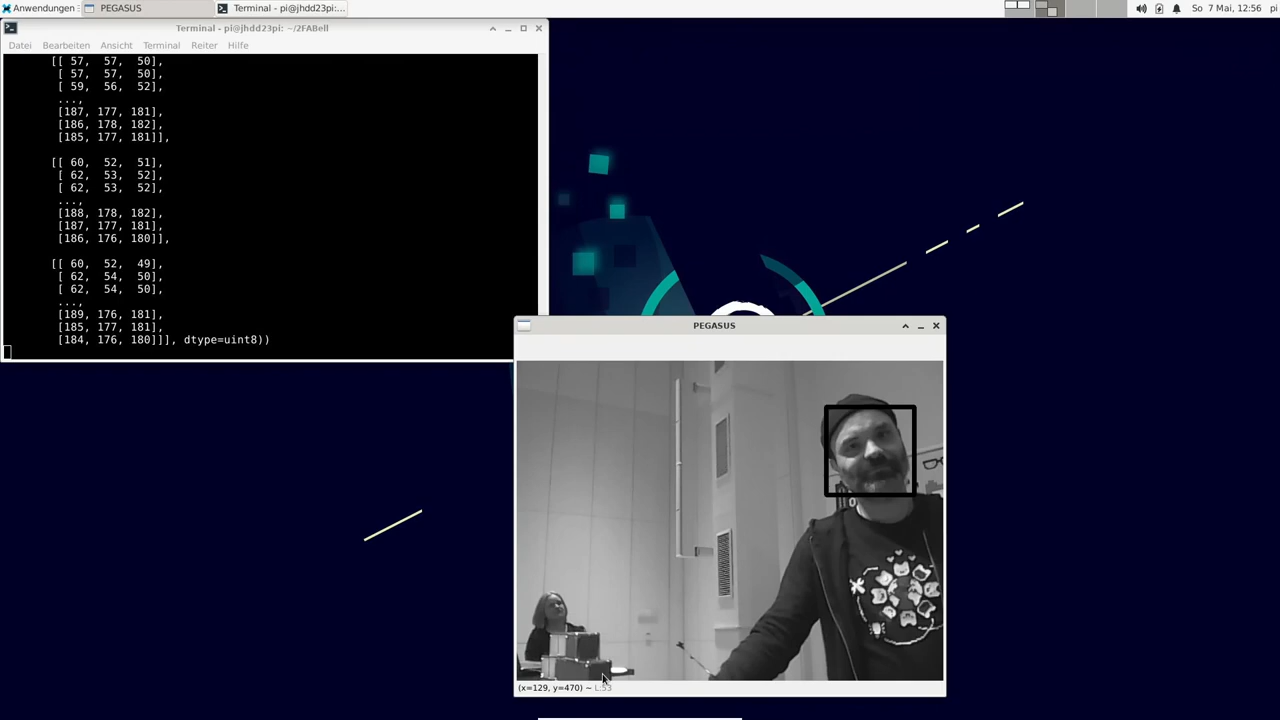 Anwendungen
PEGASUS
Terminal - pi@jhdd23pi:...
So 7 Mai, 12:56
pi
Terminal - pi@jhdd23pi: ~/2FABell
Datei Bearbeiten Ansicht Terminal Reiter Hilfe
[[ 57, 57, 50],
[ 57, 57, 50],
[ 59, 56, 52],
...,
[187, 177, 181],
[186, 178, 182],
[185, 177, 181]],
[[ 60, 52, 51],
[ 62, 53, 52],
[ 62, 53, 52],
...,
[188, 178, 182],
[187, 177, 181],
[186, 176, 180]],
[[ 60, 52, 49],
[ 62, 54, 50],
[ 62, 54, 50],
...,
[189, 176, 181],
[185, 177, 181],
[184, 176, 180]]], dtype=uint8))
PEGASUS
(x=129, y=470) ~ L:53